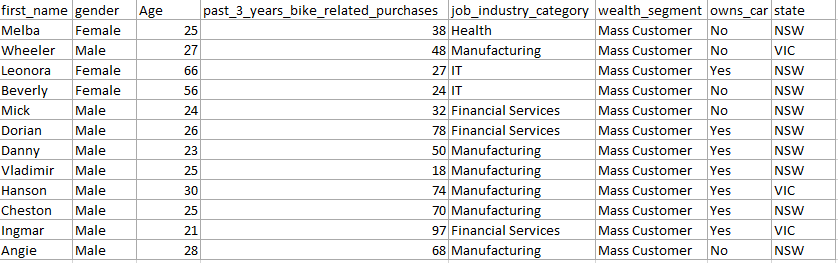 first_name gender Age past_3_years_bike_related_purchases job_industry_category wealth_segment owns_car state
Melba Female 25 38 Health Mass Customer No NSW
Wheeler Male 27 48 Manufacturing Mass Customer No VIC
Leonora Female 66 27 IT Mass Customer Yes NSW
Beverly Female 56 24 IT Mass Customer No NSW
Mick Male 24 32 Financial Services Mass Customer No NSW
Dorian Male 26 78 Financial Services Mass Customer Yes NSW
Danny Male 23 50 Manufacturing Mass Customer Yes NSW
Vladimir Male 25 18 Manufacturing Mass Customer No NSW
Hanson Male 30 74 Manufacturing Mass Customer Yes VIC
Cheston Male 25 70 Manufacturing Mass Customer Yes NSW
Ingmar Male 21 97 Financial Services Mass Customer Yes VIC
Angie Male 28 68 Manufacturing Mass Customer No NSW